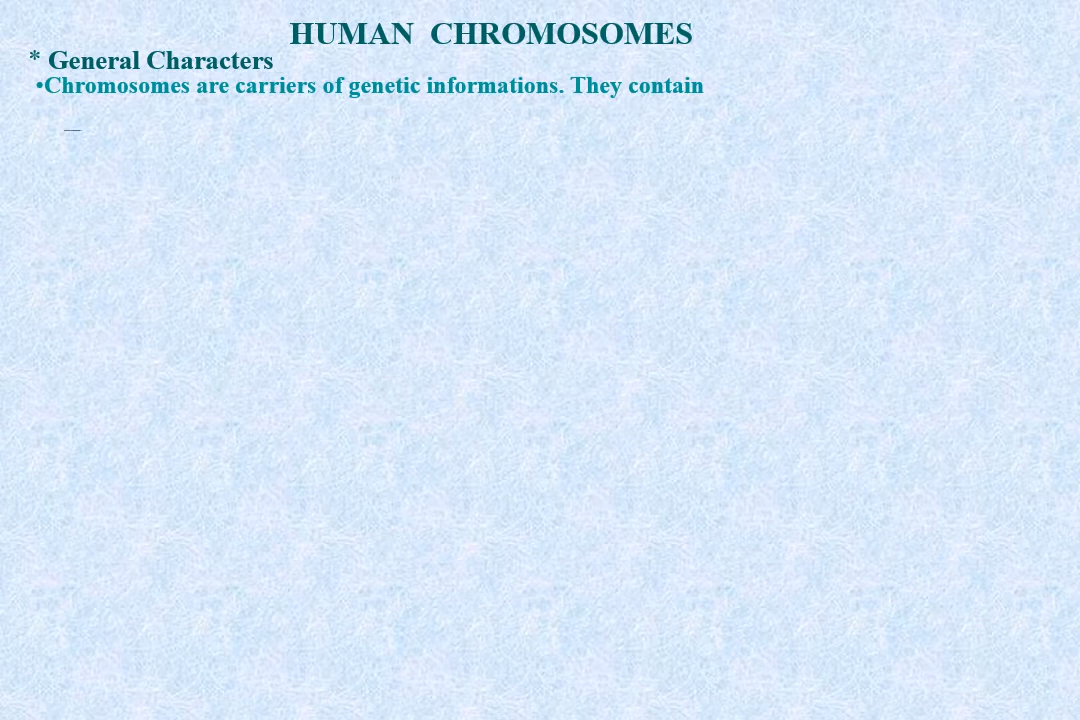 HUMAN CHROMOSOMES
* General Characters
•Chromosomes are carriers of genetic informations. They contain